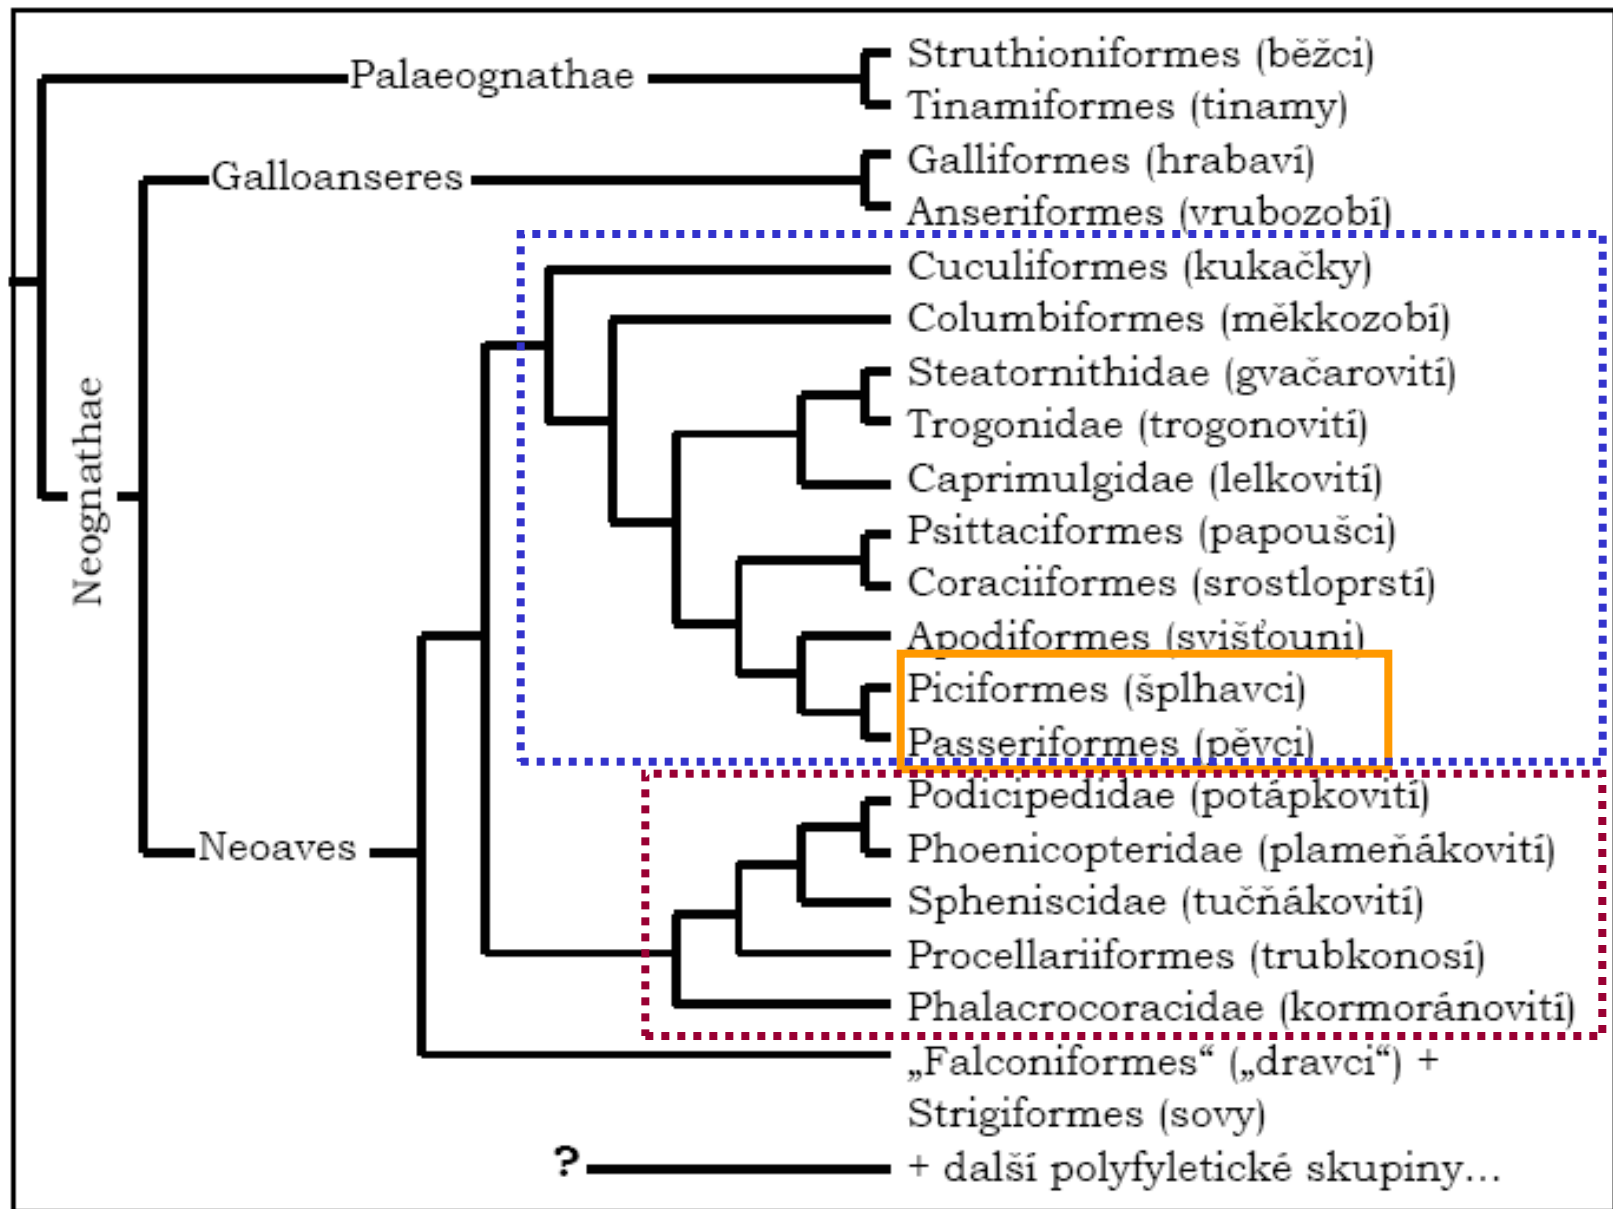 Palaeognathae
Struthioniformes (běžci)
Tinamiformes (tinamy)
Galloanseres
Galliformes (hrabaví)
Anseriformes (vrubozobí)
Neognathae
Cuculiformes (kukačky)
Columbiformes (měkkozobí)
Steatornithidae (gvačarovití)
Trogonidae (trogonovití)
Caprimulgidae (lelkovití)
Psittaciformes (papoušci)
Coraciiformes (srostloprstí)
Apodiformes (svišťouni)
Piciformes (šplhavci)
Passeriformes (pěvci)
Neoaves
Podicipedidae (potápkovití)
Phoenicopteridae (plameňákovití)
Spheniscidae (tučňákovití)
Procellariiformes (trubkonosí)
Phalacrocoracidae (kormoránovití)
„Falconiformes“ („dravci“) +
Strigiformes (sovy)
? + další polyfyletické skupiny...